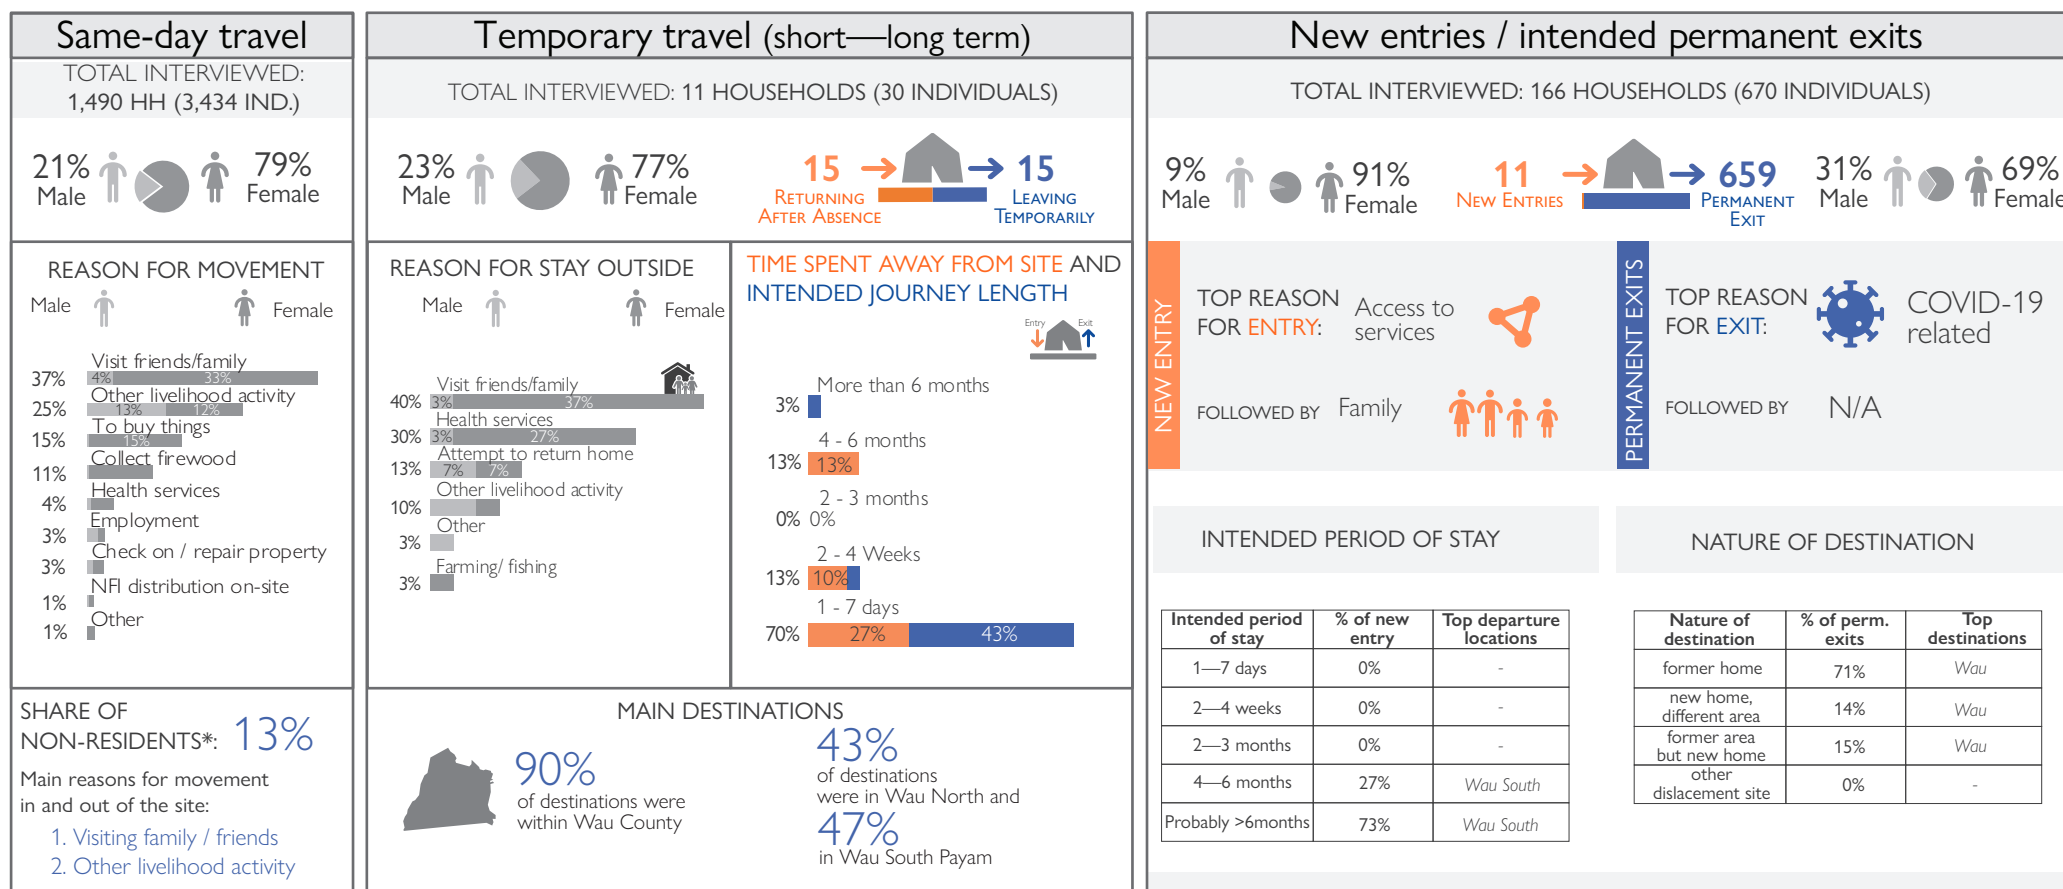 Same-day travel
TOTAL INTERVIEWED:
1,490 HH (3,434 IND.)
21%
Male
79%
Female
REASON FOR MOVEMENT
Male
Female
Visit friends/family
37%
4%
33%
Other livelihood activity
25%
13%
12%
To buy things
15%
15%
Collect firewood
11%
Health services
4%
Employment
3%
Check on / repair property
3%
NFI distribution on-site
1%
Other
1%
SHARE OF
NON-RESIDENTS*: 13%
Main reasons for movement
in and out of the site:
1. Visiting family / friends
2. Other livelihood activity
Temporary travel (short—long term)
TOTAL INTERVIEWED: 11 HOUSEHOLDS (30 INDIVIDUALS)
23%
Male
77%
Female
15
RETURNING
AFTER ABSENCE
15
LEAVING
TEMPORARILY
REASON FOR STAY OUTSIDE
Male
Female
Visit friends/family
40%
3%
37%
Health services
30%
3%
27%
Attempt to return home
13%
7%
7%
Other livelihood activity
10%
Other
3%
Farming/ fishing
3%
TIME SPENT AWAY FROM SITE AND
INTENDED JOURNEY LENGTH
Entry
Exit
More than 6 months
3%
4 - 6 months
13%
13%
2 - 3 months
0%
0%
2 - 4 Weeks
13%
10%
1 - 7 days
70%
27%
43%
MAIN DESTINATIONS
90%
of destinations were
within Wau County
43%
of destinations
were in Wau North and
47%
in Wau South Payam
New entries / intended permanent exits
TOTAL INTERVIEWED: 166 HOUSEHOLDS (670 INDIVIDUALS)
9%
Male
91%
Female
11
NEW ENTRIES
659
PERMANENT
EXIT
31%
Male
69%
Female
NEW ENTRY
TOP REASON
FOR ENTRY:
Access to
services
FOLLOWED BY
Family
PERMANENT EXITS
TOP REASON
FOR EXIT:
COVID-19
related
FOLLOWED BY
N/A
INTENDED PERIOD OF STAY
Intended period of stay | % of new entry | Top departure locations
1—7 days | 0% | -
2—4 weeks | 0% | -
2—3 months | 0% | -
4—6 months | 27% | Wau South
Probably >6months | 73% | Wau South
NATURE OF DESTINATION
Nature of destination | % of perm. exits | Top destinations
former home | 71% | Wau
new home, different area | 14% | Wau
former area but new home | 15% | Wau
other dislacement site | 0% | -